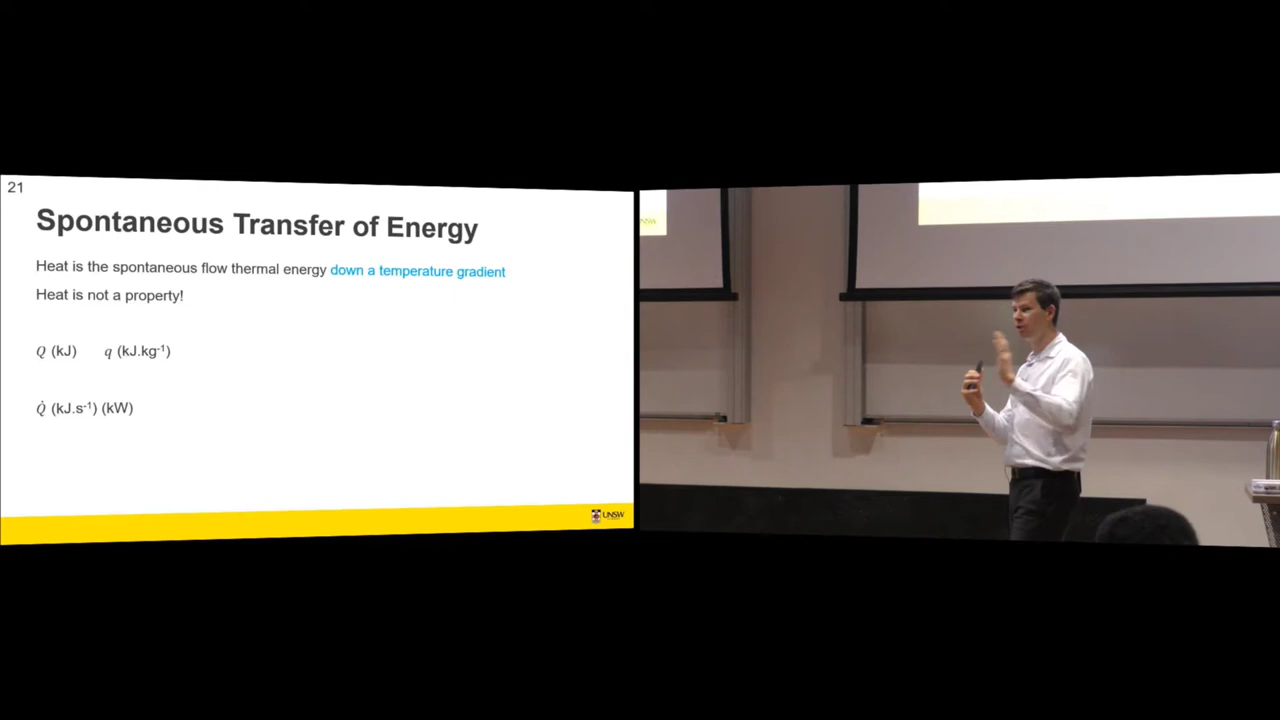 21
Spontaneous Transfer of Energy
Heat is the spontaneous flow thermal energy down a temperature gradient
Heat is not a property!
Q (kJ) q (kJ.kg⁻¹)
Q̇ (kJ.s⁻¹) (kW)
UNSW
UNSW